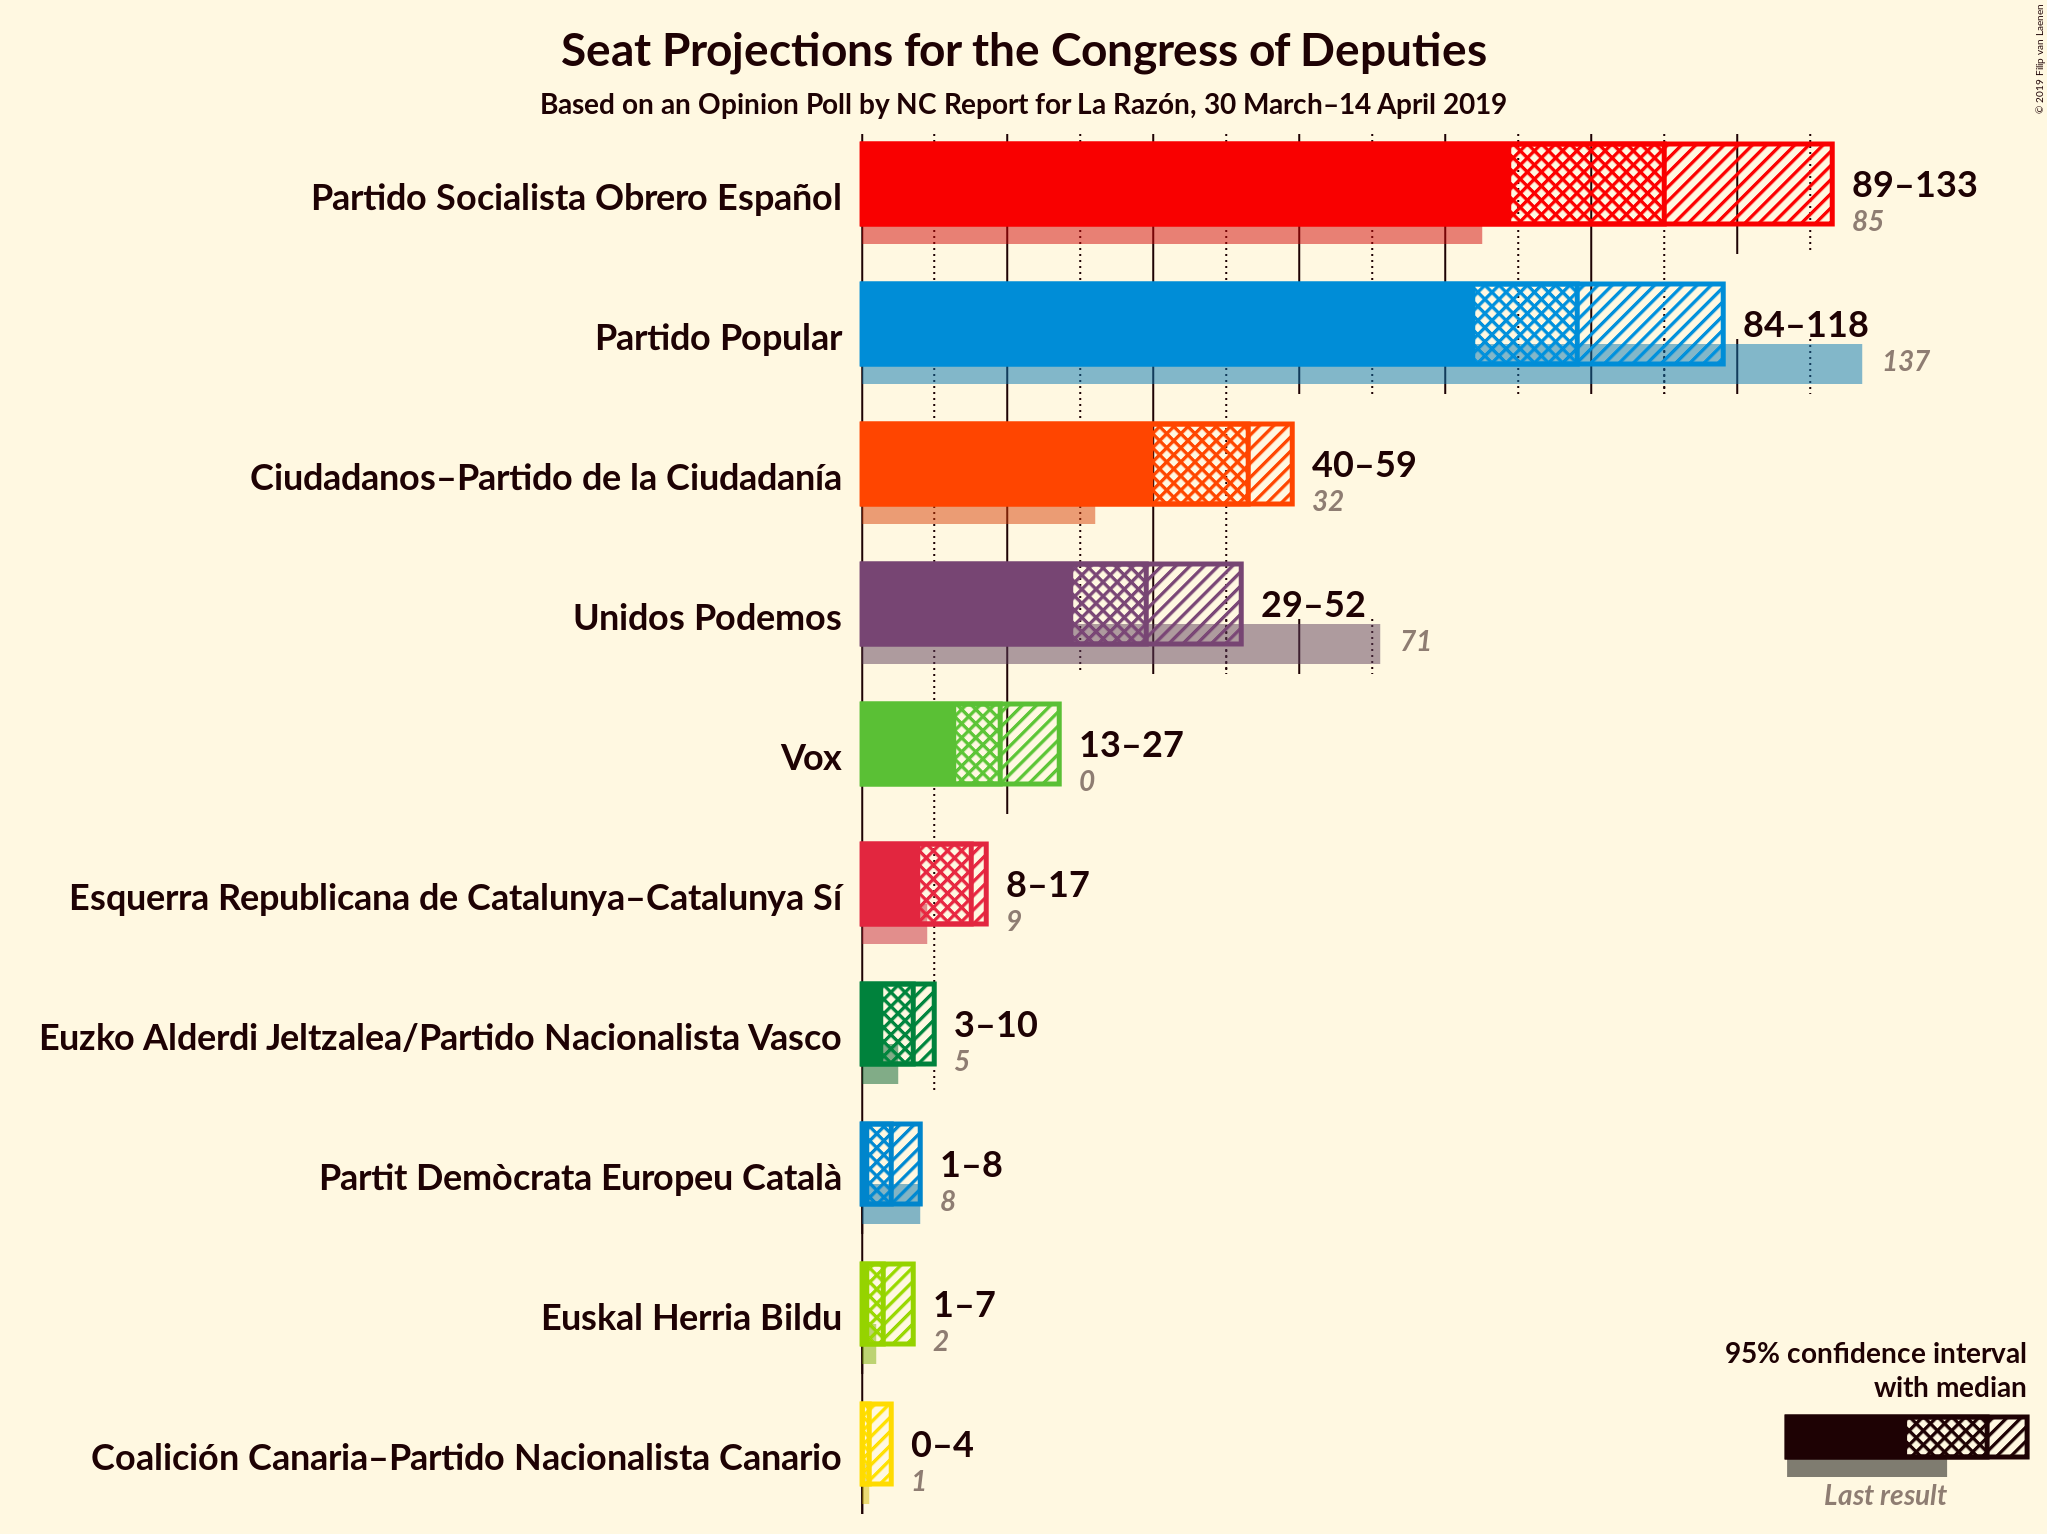 Seat Projections for the Congress of Deputies
Based on an Opinion Poll by NC Report for La Razón, 30 March–14 April 2019
© 2019 Filip van Laenen
Partido Socialista Obrero Español
89–133
85
Partido Popular
84–118
137
Ciudadanos–Partido de la Ciudadanía
40–59
32
Unidos Podemos
29–52
71
Vox
13–27
0
Esquerra Republicana de Catalunya–Catalunya Sí
8–17
9
Euzko Alderdi Jeltzalea/Partido Nacionalista Vasco
3–10
5
Partit Demòcrata Europeu Català
1–8
8
Euskal Herria Bildu
1–7
2
Coalición Canaria–Partido Nacionalista Canario
0–4
1
95% confidence interval
with median
Last result